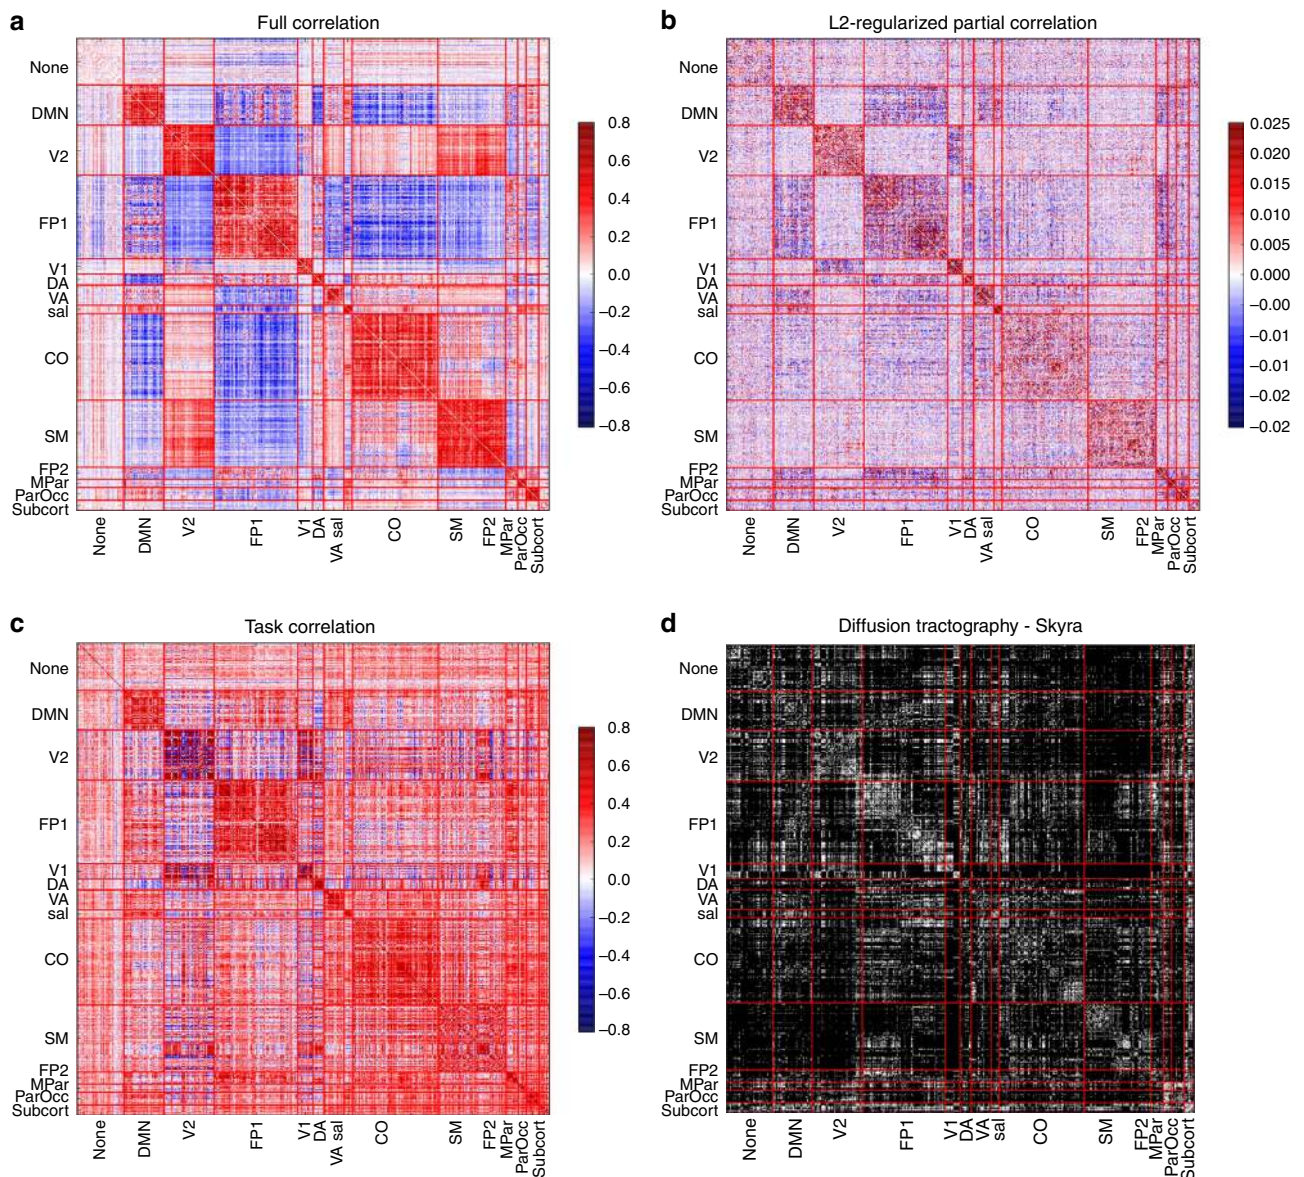 a
Full correlation
None
DMN
V2
FP1
V1
DA
VA
sal
CO
SM
FP2
MPar
ParOcc
Subcort
None
DMN
V2
FP1
V1
DA
VA sal
CO
SM
FP2
MPar
ParOcc
Subcort
0.8
0.6
0.4
0.2
0.0
–0.2
–0.4
–0.6
–0.8
b
L2-regularized partial correlation
None
DMN
V2
FP1
V1
DA
VA
sal
CO
SM
FP2
MPar
ParOcc
Subcort
None
DMN
V2
FP1
V1
DA
VA sal
CO
SM
FP2
MPar
ParOcc
Subcort
0.025
0.020
0.015
0.010
0.005
0.000
–0.00
–0.01
–0.01
–0.02
–0.02
c
Task correlation
None
DMN
V2
FP1
V1
DA
VA
sal
CO
SM
FP2
MPar
ParOcc
Subcort
None
DMN
V2
FP1
V1
DA
VA sal
CO
SM
FP2
MPar
ParOcc
Subcort
0.8
0.6
0.4
0.2
0.0
–0.2
–0.4
–0.6
–0.8
d
Diffusion tractography - Skyra
None
DMN
V2
FP1
V1
DA
VA
sal
CO
SM
FP2
MPar
ParOcc
Subcort
None
DMN
V2
FP1
V1
DA
VA
sal
CO
SM
FP2
MPar
ParOcc
Subcort